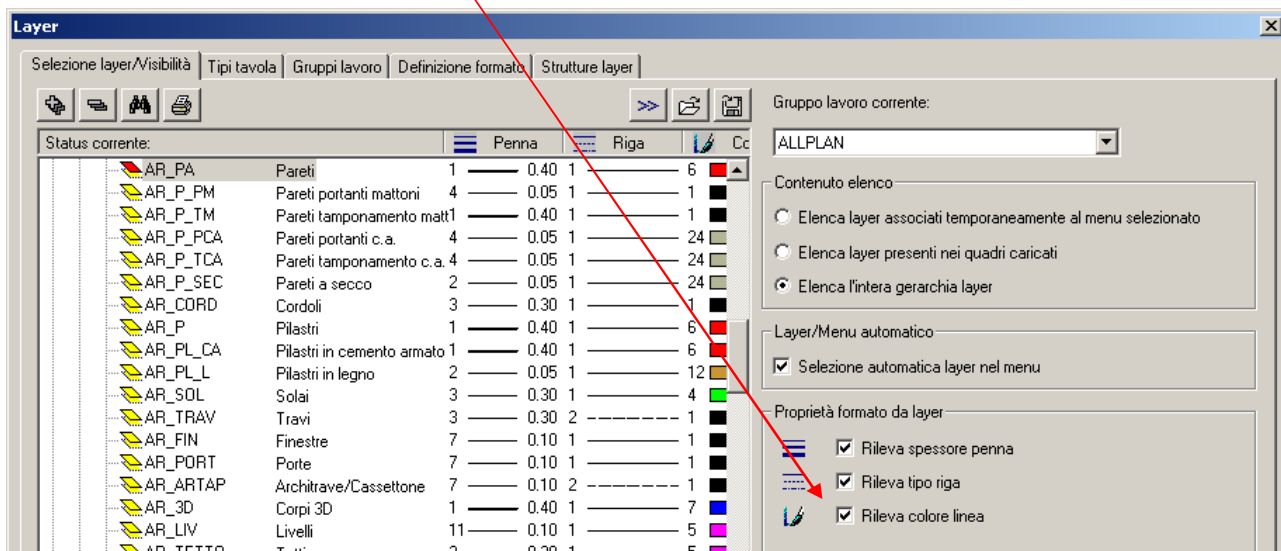 Layer
Selezione layer/Visibilità Tipi tavola Gruppi lavoro Definizione formato Strutture layer
Gruppo lavoro corrente:
Status corrente: Penna Riga Co
ALLPLAN
AR_PA Pareti 1 0.40 1 6
AR_P_PM Pareti portanti mattoni 4 0.05 1 1
AR_P_TM Pareti tamponamento matt 1 0.40 1 1
AR_P_PCA Pareti portanti c.a. 4 0.05 1 24
AR_P_TCA Pareti tamponamento c.a. 4 0.05 1 24
AR_P_SEC Pareti a secco 2 0.05 1 24
AR_CORD Cordoli 3 0.30 1 1
AR_P Pilastri 1 0.40 1 6
AR_PL_CA Pilastri in cemento armato 1 0.40 1 6
AR_PL_L Pilastri in legno 2 0.05 1 12
AR_SOL Solai 3 0.30 1 4
AR_TRAV Travi 3 0.30 2 1
AR_FIN Finestre 7 0.10 1 1
AR_PORT Porte 7 0.10 1 1
AR_ARTAP Architrave/Cassettone 7 0.10 2 1
AR_3D Corpi 3D 1 0.40 1 7
AR_LIV Livelli 11 0.10 1 5
Contenuto elenco
Elenca layer associati temporaneamente al menu selezionato
Elenca layer presenti nei quadri caricati
Elenca l'intera gerarchia layer
Layer/Menu automatico
Selezione automatica layer nel menu
Proprietà formato da layer
Rileva spessore penna
Rileva tipo riga
Rileva colore linea